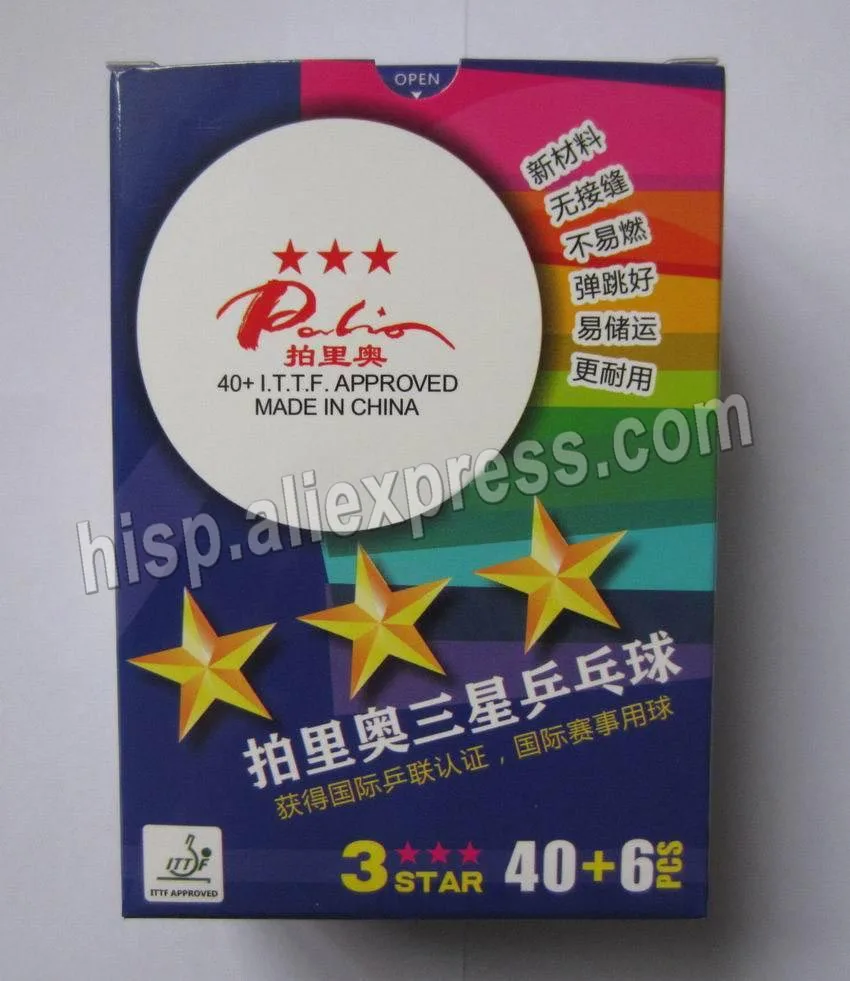 OPEN
新材料
无接缝
不易燃
弹跳好
易储运
更耐用
Palio
拍里奥
40+ I.T.T.F. APPROVED
MADE IN CHINA
hisp.aliexpress.com
拍里奥三星乒乓球
获得国际乒联认证，国际赛事用球
ITTF
ITTF APPROVED
3 STAR 40+ 6 PCS